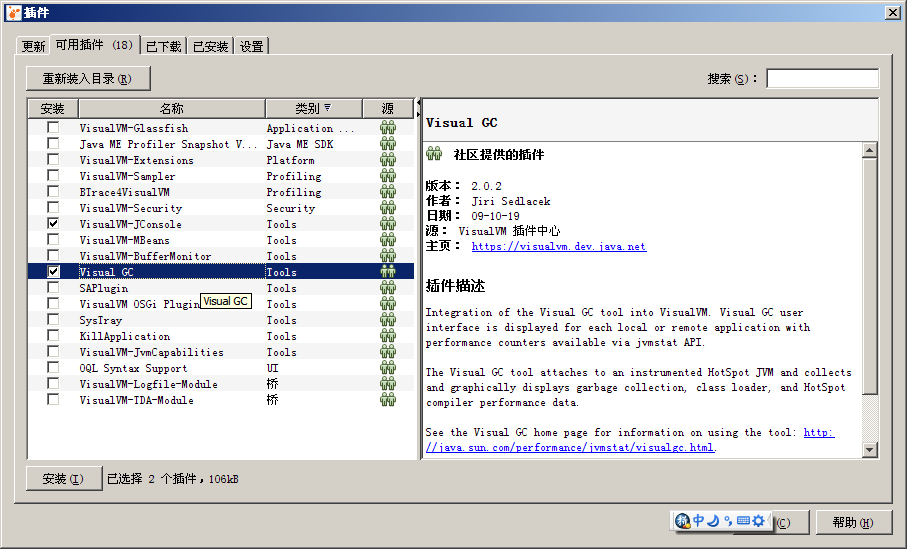 插件
更新 可用插件 (18) 已下载 已安装 设置
重新装入目录(R) 搜索(S)：
安装 名称 类别 源
VisualVM-Glassfish Application ...
Java ME Profiler Snapshot V... Java ME SDK
VisualVM-Extensions Platform
VisualVM-Sampler Profiling
BTrace4VisualVM Profiling
VisualVM-Security Security
VisualVM-JConsole Tools
VisualVM-MBeans Tools
VisualVM-BufferMonitor Tools
Visual GC Tools
SAPlugin Tools
VisualVM OSGi Plugin Tools
Visual GC
SysTray Tools
KillApplication Tools
VisualVM-JvmCapabilities Tools
OQL Syntax Support UI
VisualVM-Logfile-Module 桥
VisualVM-TDA-Module 桥
Visual GC
社区提供的插件
版本： 2.0.2
作者： Jiri Sedlacek
日期： 09-10-19
源： VisualVM 插件中心
主页： https://visualvm.dev.java.net
插件描述
Integration of the Visual GC tool into VisualVM. Visual GC user
interface is displayed for each local or remote application with
performance counters available via jvmstat API.
The Visual GC tool attaches to an instrumented HotSpot JVM and collects
and graphically displays garbage collection, class loader, and HotSpot
compiler performance data.
See the Visual GC home page for information on using the tool: http:
//java.sun.com/performance/jvmstat/visualgc.html.
安装(I) 已选择 2 个插件，106kB
中 (C) 帮助(H)